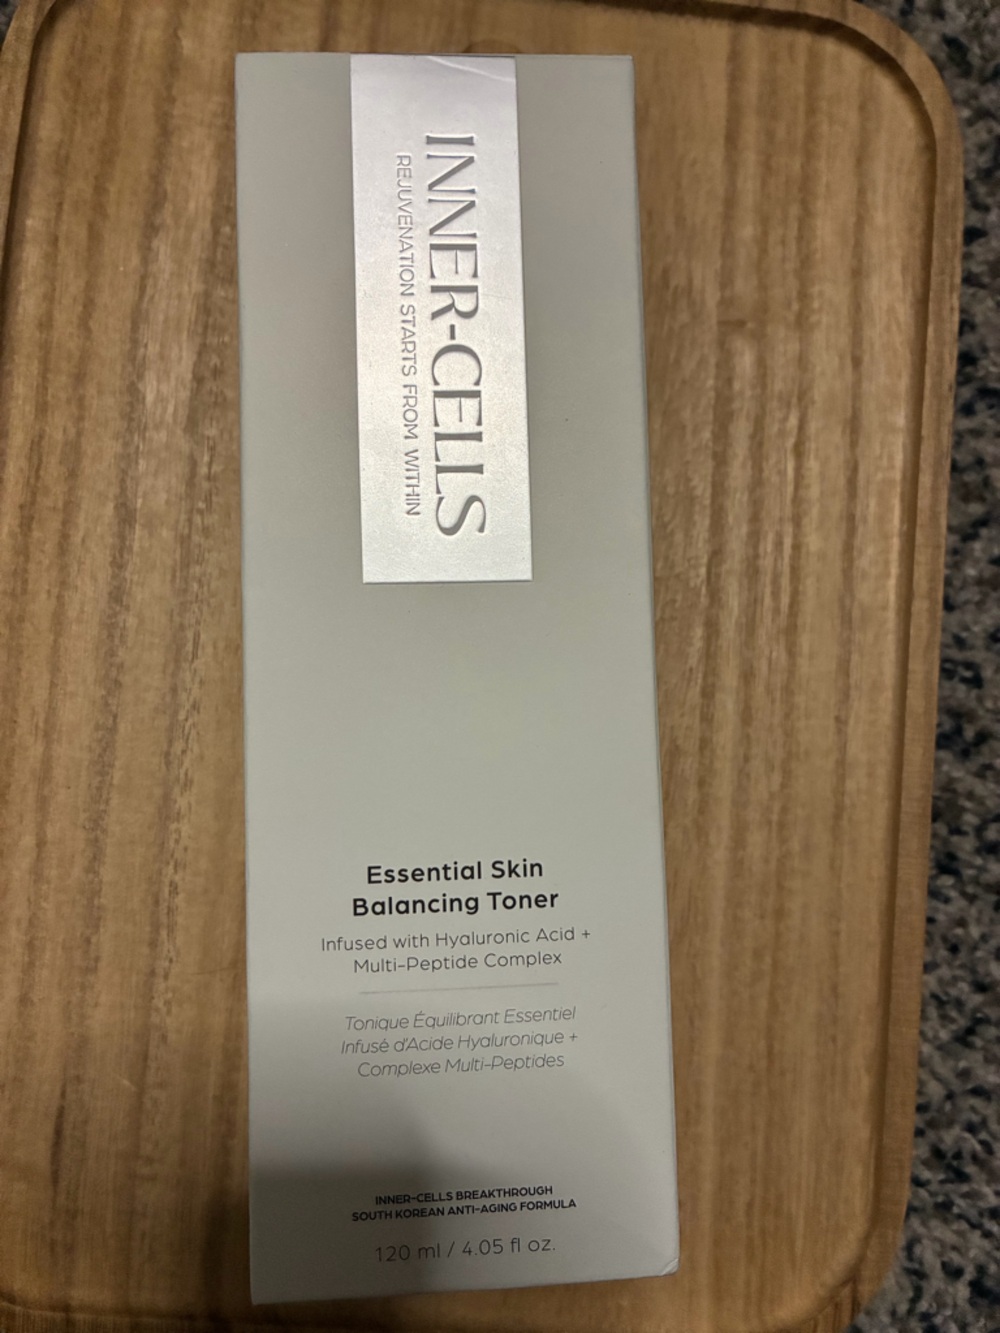 INNER-CELLS
REJUVENATION STARTS FROM WITHIN
Essential Skin
Balancing Toner
Infused with Hyaluronic Acid +
Multi-Peptide Complex
Tonique Équilibrant Essentiel
Infusé d'Acide Hyaluronique +
Complexe Multi-Peptides
INNER-CELLS BREAKTHROUGH
SOUTH KOREAN ANTI-AGING FORMULA
120 ml / 4.05 fl oz.